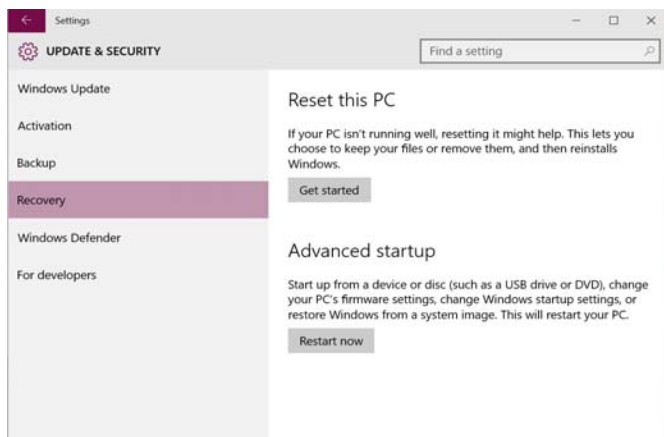 Settings
UPDATE & SECURITY
Find a setting
Windows Update
Activation
Backup
Recovery
Windows Defender
For developers
Reset this PC
If your PC isn't running well, resetting it might help. This lets you
choose to keep your files or remove them, and then reinstalls
Windows.
Get started
Advanced startup
Start up from a device or disc (such as a USB drive or DVD), change
your PC's firmware settings, change Windows startup settings, or
restore Windows from a system image. This will restart your PC.
Restart now